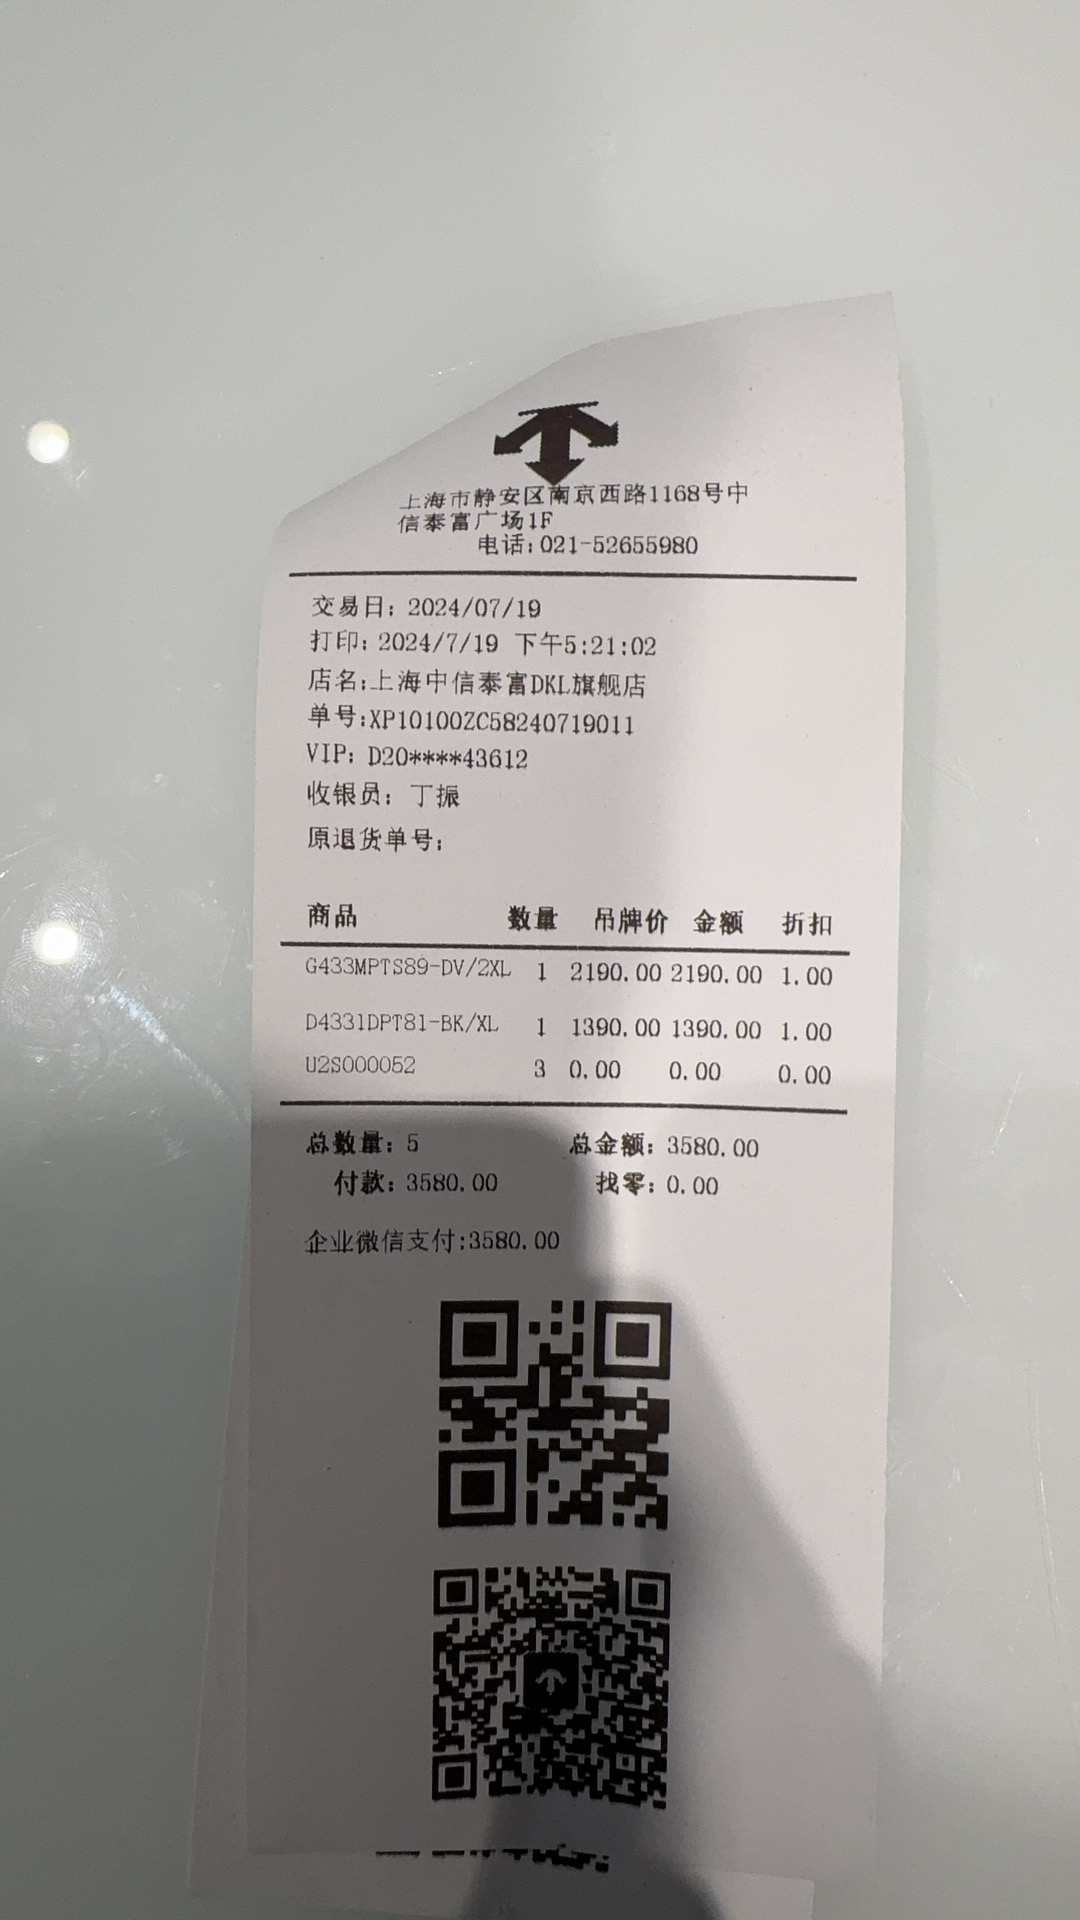 上海市静安区南京西路1168号中
信泰富广场1F
电话:021-52655980
交易日: 2024/07/19
打印: 2024/7/19 下午5:21:02
店名:上海中信泰富DKL旗舰店
单号:XP10100ZC58240719011
VIP: D20****43612
收银员: 丁振
原退货单号:
商品 数量 吊牌价 金额 折扣
G433MPTS89-DV/2XL 1 2190.00 2190.00 1.00
D4331DPT81-BK/XL 1 1390.00 1390.00 1.00
U2S000052 3 0.00 0.00 0.00
总数量: 5 总金额: 3580.00
付款: 3580.00 找零: 0.00
企业微信支付:3580.00